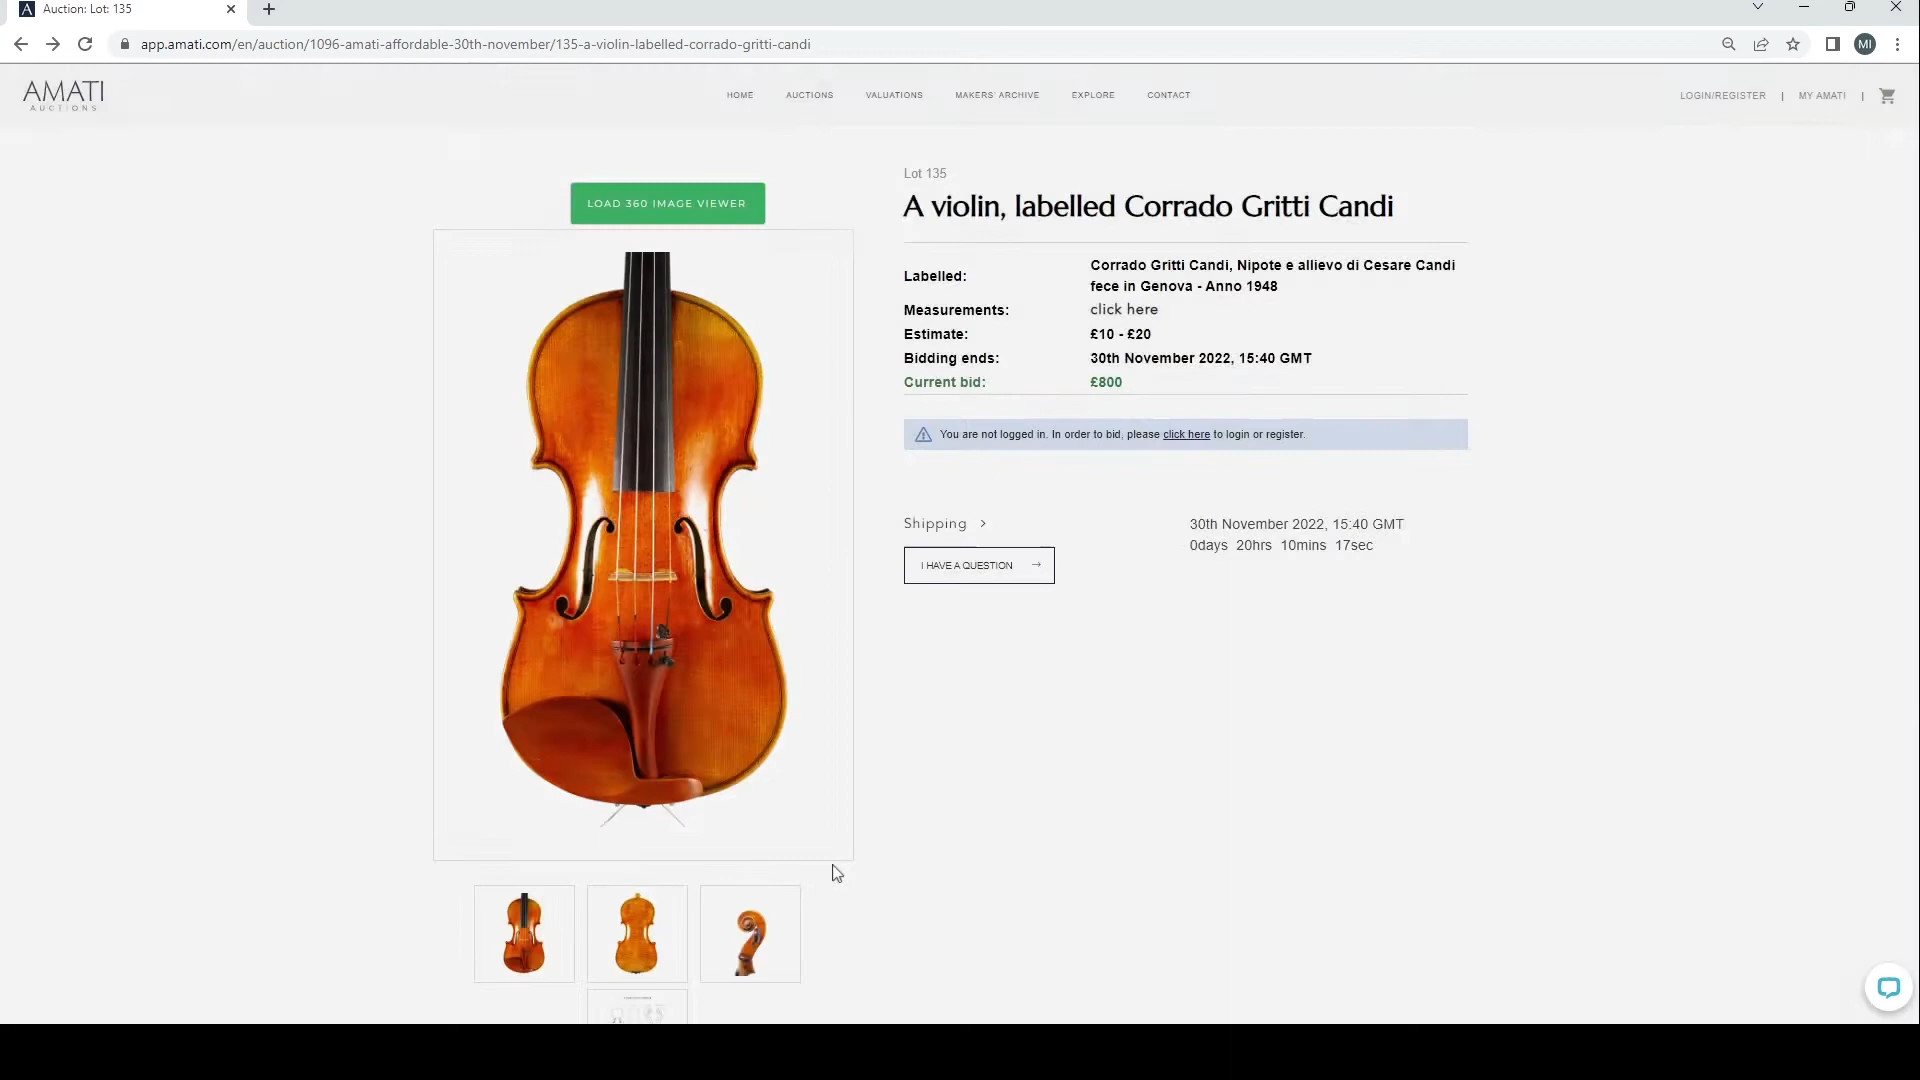 Auction: Lot: 135
app.amati.com/en/auction/1096-amati-affordable-30th-november/135-a-violin-labelled-corrado-gritti-candi
MI
AMATI
AUCTIONS
HOME
AUCTIONS
VALUATIONS
MAKERS' ARCHIVE
EXPLORE
CONTACT
LOGIN/REGISTER | MY AMATI |
LOAD 360 IMAGE VIEWER
Lot 135
A violin, labelled Corrado Gritti Candi
Labelled:
Corrado Gritti Candi, Nipote e allievo di Cesare Candi
fece in Genova - Anno 1948
Measurements: click here
Estimate: £10 - £20
Bidding ends: 30th November 2022, 15:40 GMT
Current bid: £800
You are not logged in. In order to bid, please click here to login or register.
Shipping >
30th November 2022, 15:40 GMT
0days 20hrs 10mins 17sec
I HAVE A QUESTION →